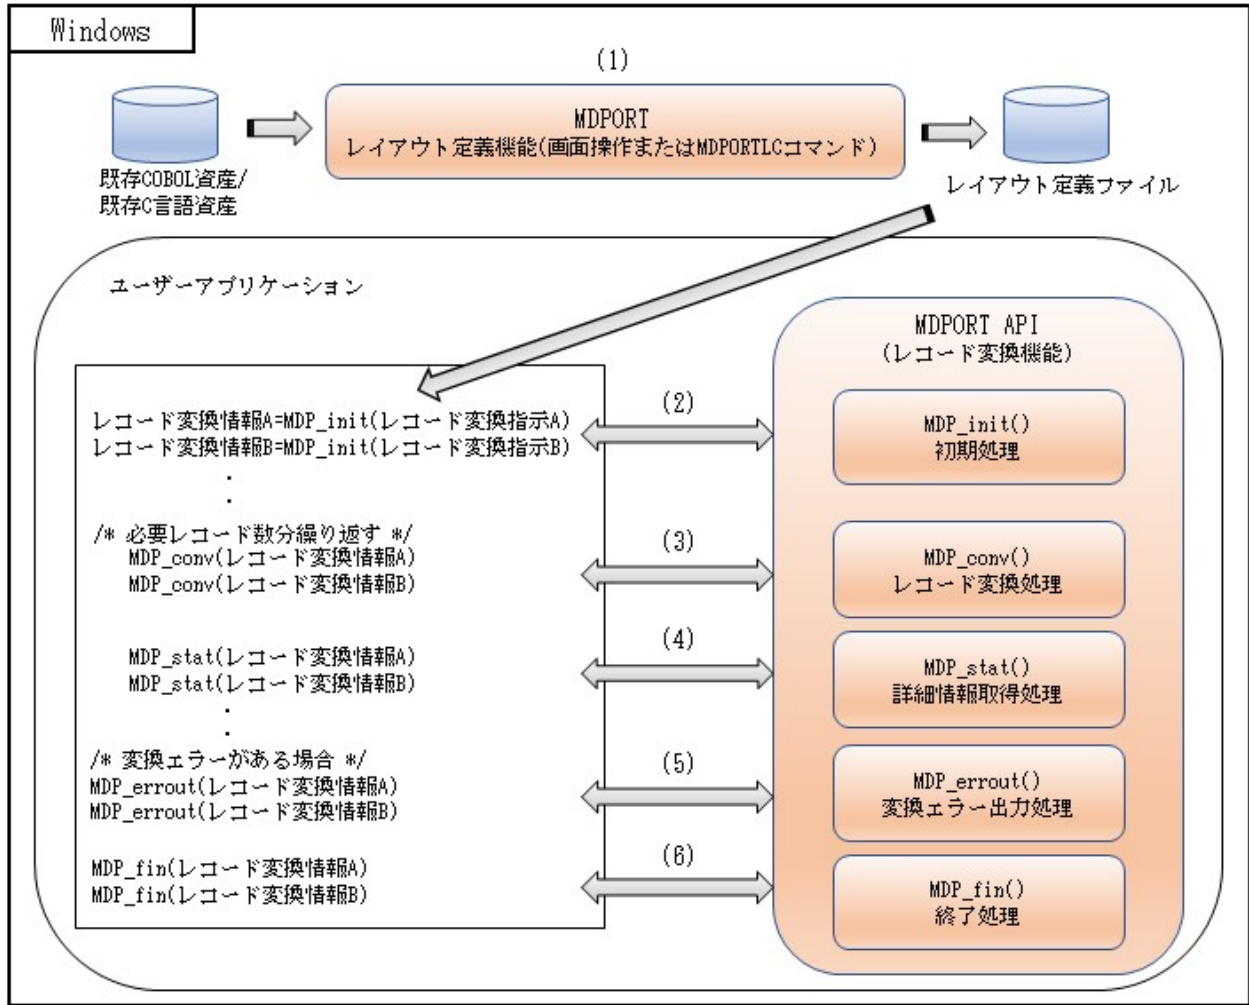 Windows
(1)
MDPORT
レイアウト定義機能(画面操作またはMDPORTLCコマンド)
既存COBOL資産/
既存C言語資産
レイアウト定義ファイル
ユーザーアプリケーション
MDPORT API
(レコード変換機能)
レコード変換情報A=MDP_init(レコード変換指示A)
レコード変換情報B=MDP_init(レコード変換指示B)
・
・
/* 必要レコード数分繰り返す */
MDP_conv(レコード変換情報A)
MDP_conv(レコード変換情報B)
MDP_stat(レコード変換情報A)
MDP_stat(レコード変換情報B)
・
・
/* 変換エラーがある場合 */
MDP_errout(レコード変換情報A)
MDP_errout(レコード変換情報B)
MDP_fin(レコード変換情報A)
MDP_fin(レコード変換情報B)
(2)
(3)
(4)
(5)
(6)
MDP_init()
初期処理
MDP_conv()
レコード変換処理
MDP_stat()
詳細情報取得処理
MDP_errout()
変換エラー出力処理
MDP_fin()
終了処理